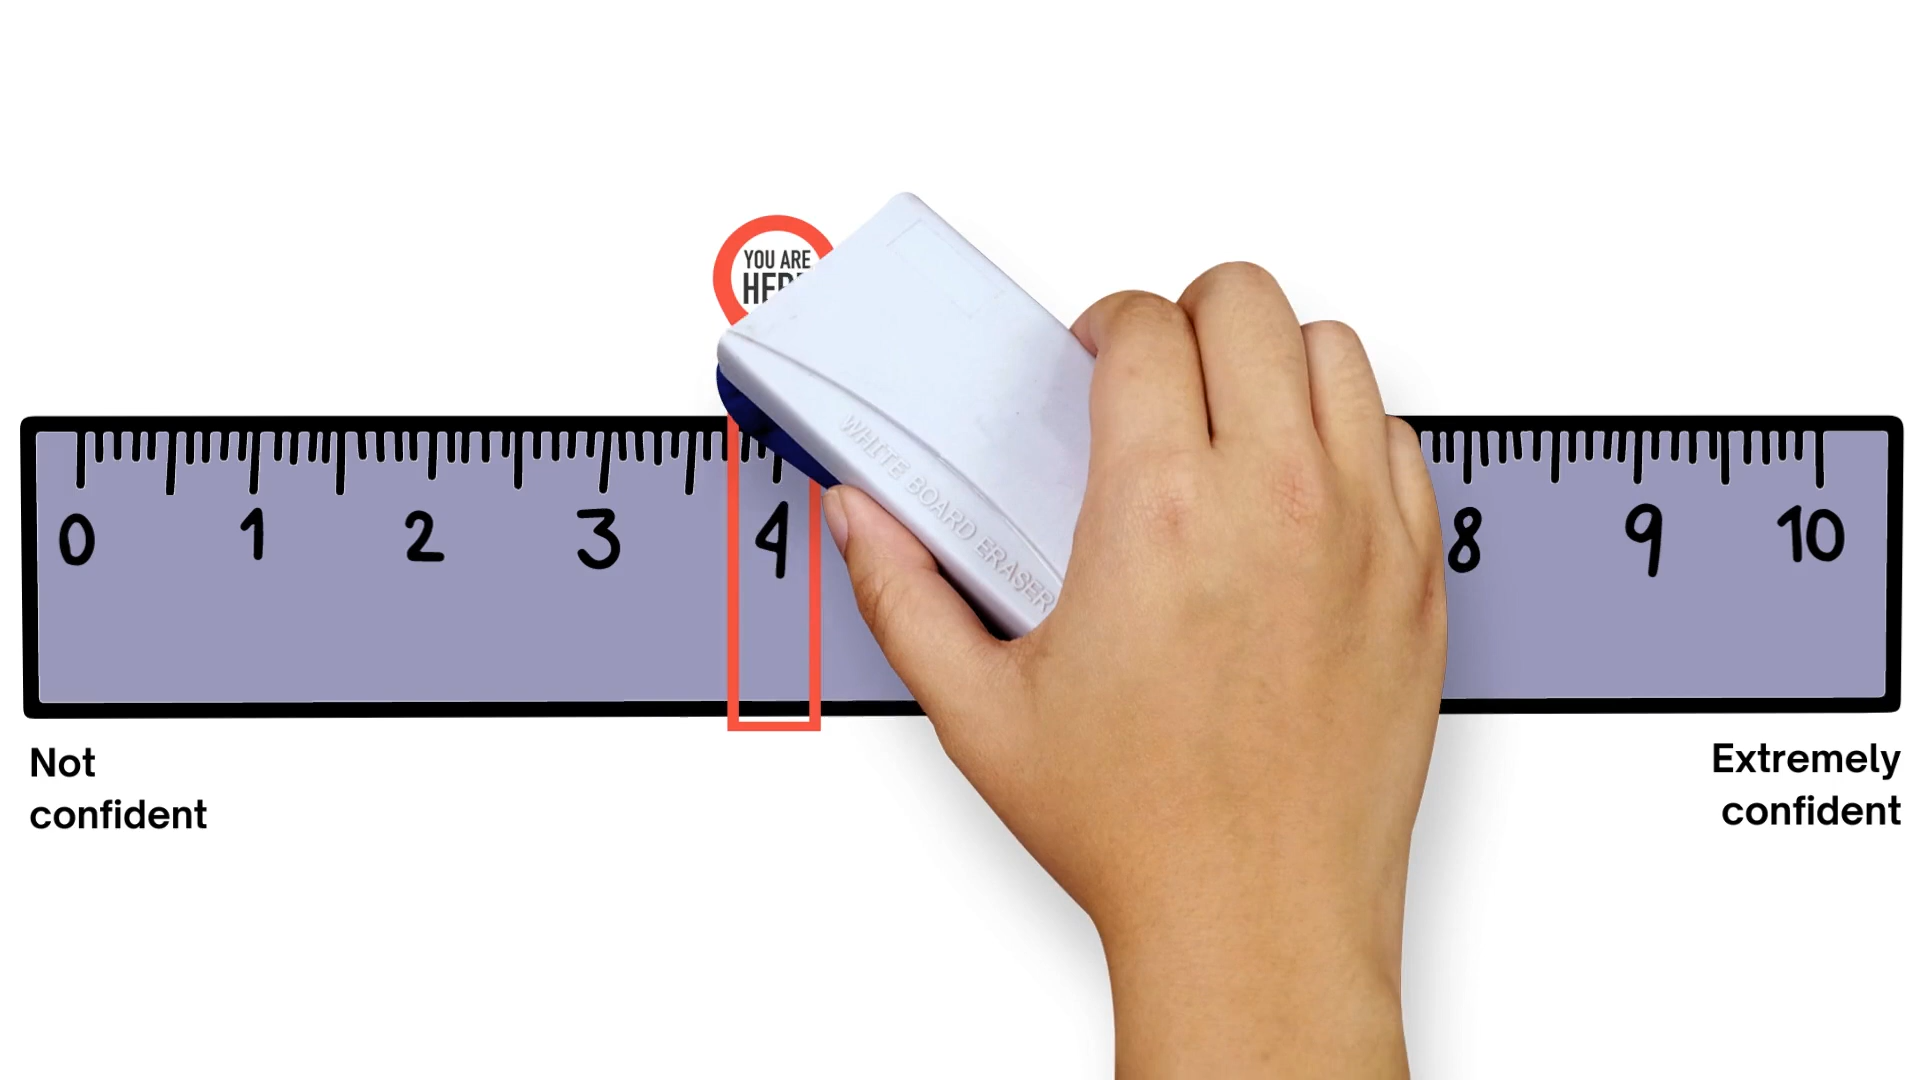 YOU ARE
WHITE BOARD ERASER
0 1 2 3 4 8 9 10
Not
confident
Extremely
confident